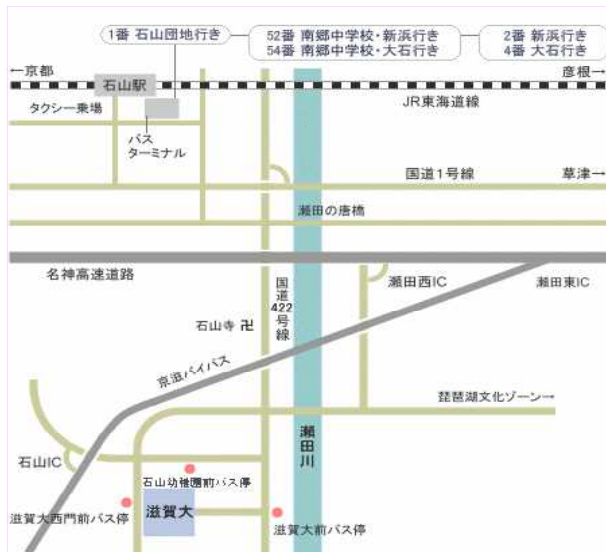 1番 石山団地行き
52番 南郷中学校・新浜行き
54番 南郷中学校・大石行き
2番 新浜行き
4番 大石行き
←京都
石山駅
彦根→
JR東海道線
タクシー乗場
バス
ターミナル
国道1号線
草津→
瀬田の唐橋
名神高速道路
国道422号線
瀬田西IC
瀬田東IC
石山寺 卍
京滋バイパス
琵琶湖文化ゾーン→
瀬田川
石山IC
石山幼稚園前バス停
滋賀大
滋賀大西門前バス停
滋賀大前バス停